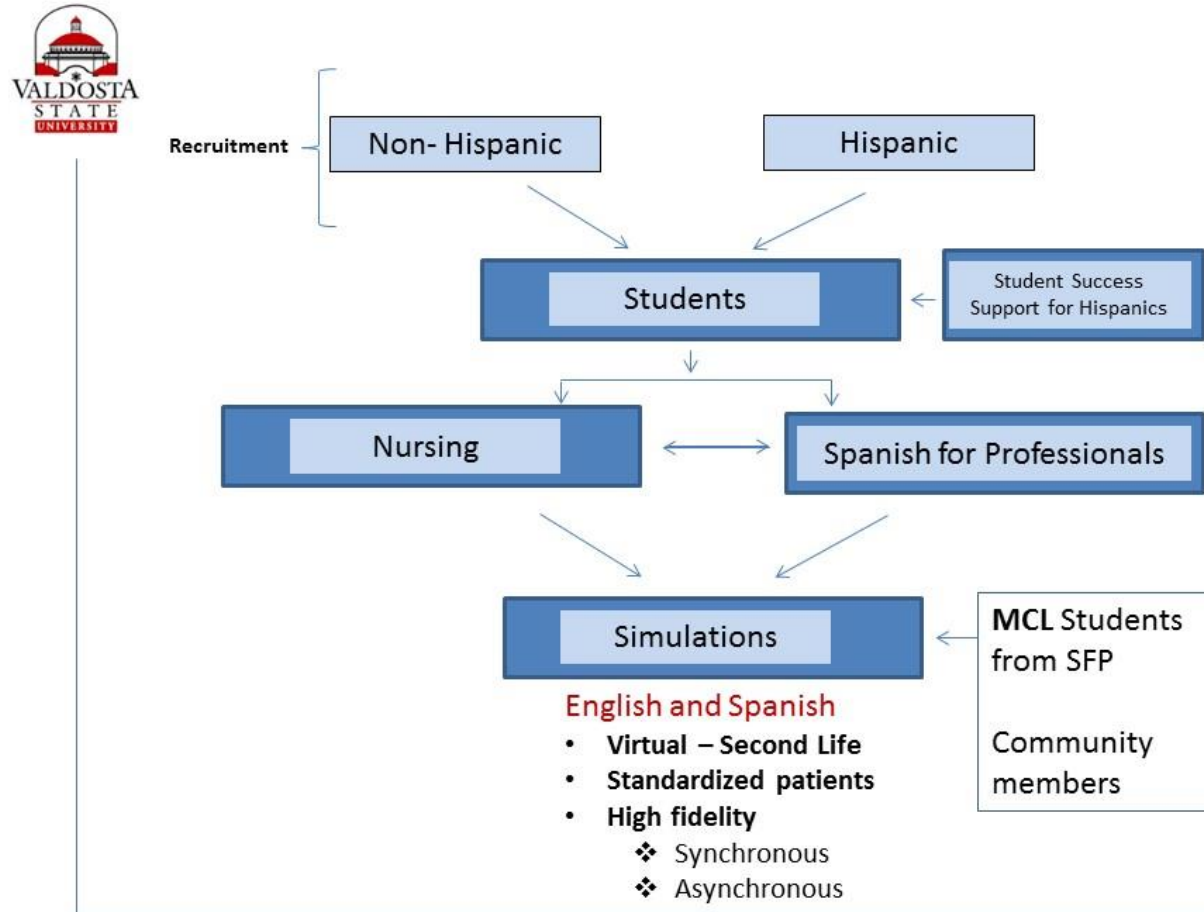 VALDOSTA
STATE
UNIVERSITY
Recruitment
Non- Hispanic
Hispanic
Students
Student Success
Support for Hispanics
Nursing
Spanish for Professionals
Simulations
MCL Students
from SFP
Community
members
English and Spanish
• Virtual – Second Life
• Standardized patients
• High fidelity
❖ Synchronous
❖ Asynchronous